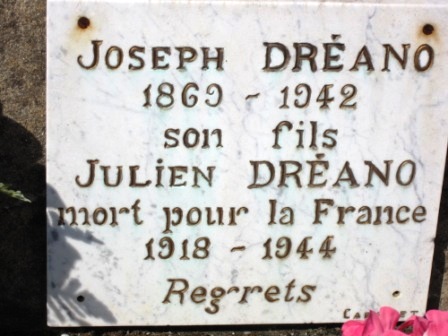 JOSEPH DRÉANO
1869 - 1942
son fils
JULIEN DRÉANO
mort pour la France
1918 - 1944
Regrets